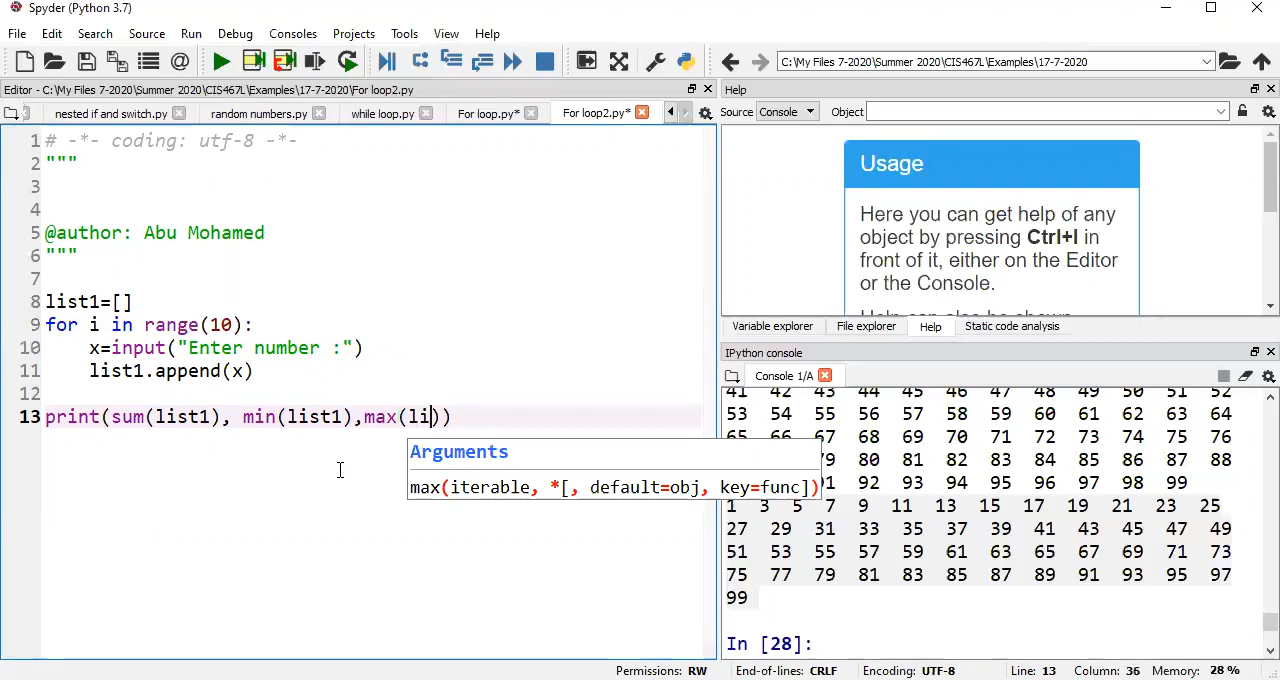 Spyder (Python 3.7)
File Edit Search Source Run Debug Consoles Projects Tools View Help
C:\My Files 7-2020\Summer 2020\CIS467L\Examples\17-7-2020
Editor - C:\My Files 7-2020\Summer 2020\CIS467L\Examples\17-7-2020\For loop2.py
nested if and switch.py random numbers.py while loop.py For loop.py* For loop2.py*
1 # -*- coding: utf-8 -*-
2 """
3
4
5 @author: Abu Mohamed
6 """
7
8 list1=[]
9 for i in range(10):
10 x=input("Enter number :")
11 list1.append(x)
12
13 print(sum(list1), min(list1),max(li))
Arguments
max(iterable, *[, default=obj, key=func])
Help
Source Console Object
Usage
Here you can get help of any
object by pressing Ctrl+I in
front of it, either on the Editor
or the Console.
Variable explorer File explorer Help Static code analysis
IPython console
Console 1/A
41 42 43 44 45 46 47 48 49 50 51 52
53 54 55 56 57 58 59 60 61 62 63 64
65 66 67 68 69 70 71 72 73 74 75 76
79 80 81 82 83 84 85 86 87 88
91 92 93 94 95 96 97 98 99
1 3 5 7 9 11 13 15 17 19 21 23 25
27 29 31 33 35 37 39 41 43 45 47 49
51 53 55 57 59 61 63 65 67 69 71 73
75 77 79 81 83 85 87 89 91 93 95 97
99
In [28]:
Permissions: RW End-of-lines: CRLF Encoding: UTF-8 Line: 13 Column: 36 Memory: 28 %